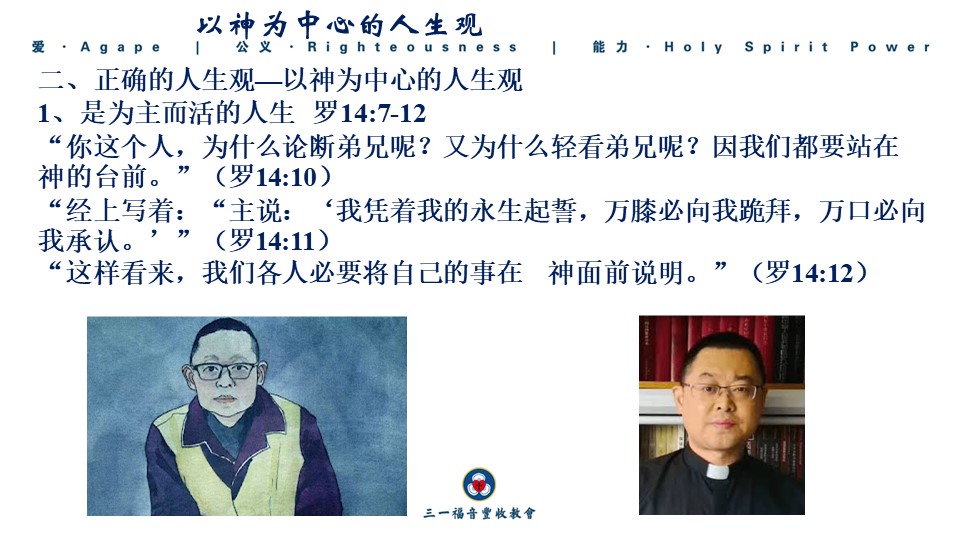 以神为中心的人生观
爱 · Agape | 公义 · Righteousness | 能力 · Holy Spirit Power
二、正确的人生观—以神为中心的人生观
1、是为主而活的人生 罗14:7-12
“你这个人，为什么论断弟兄呢？又为什么轻看弟兄呢？因我们都要站在
神的台前。”（罗14:10）
“经上写着：“主说：‘我凭着我的永生起誓，万膝必向我跪拜，万口必向
我承认。’”（罗14:11）
“这样看来，我们各人必要将自己的事在　神面前说明。”（罗14:12）
三一福音豐收教會